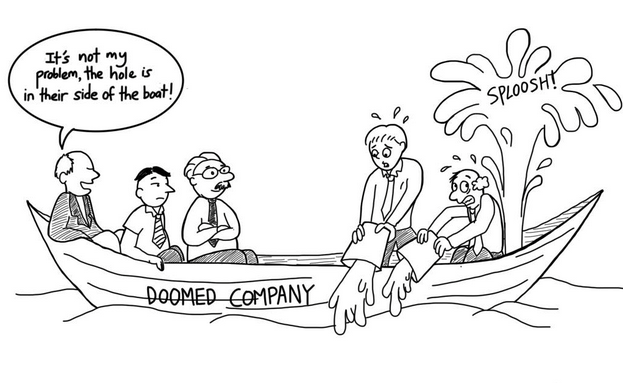 It's not my
problem, the hole is
in their side of the boat!
SPLOOSH!
DOOMED COMPANY